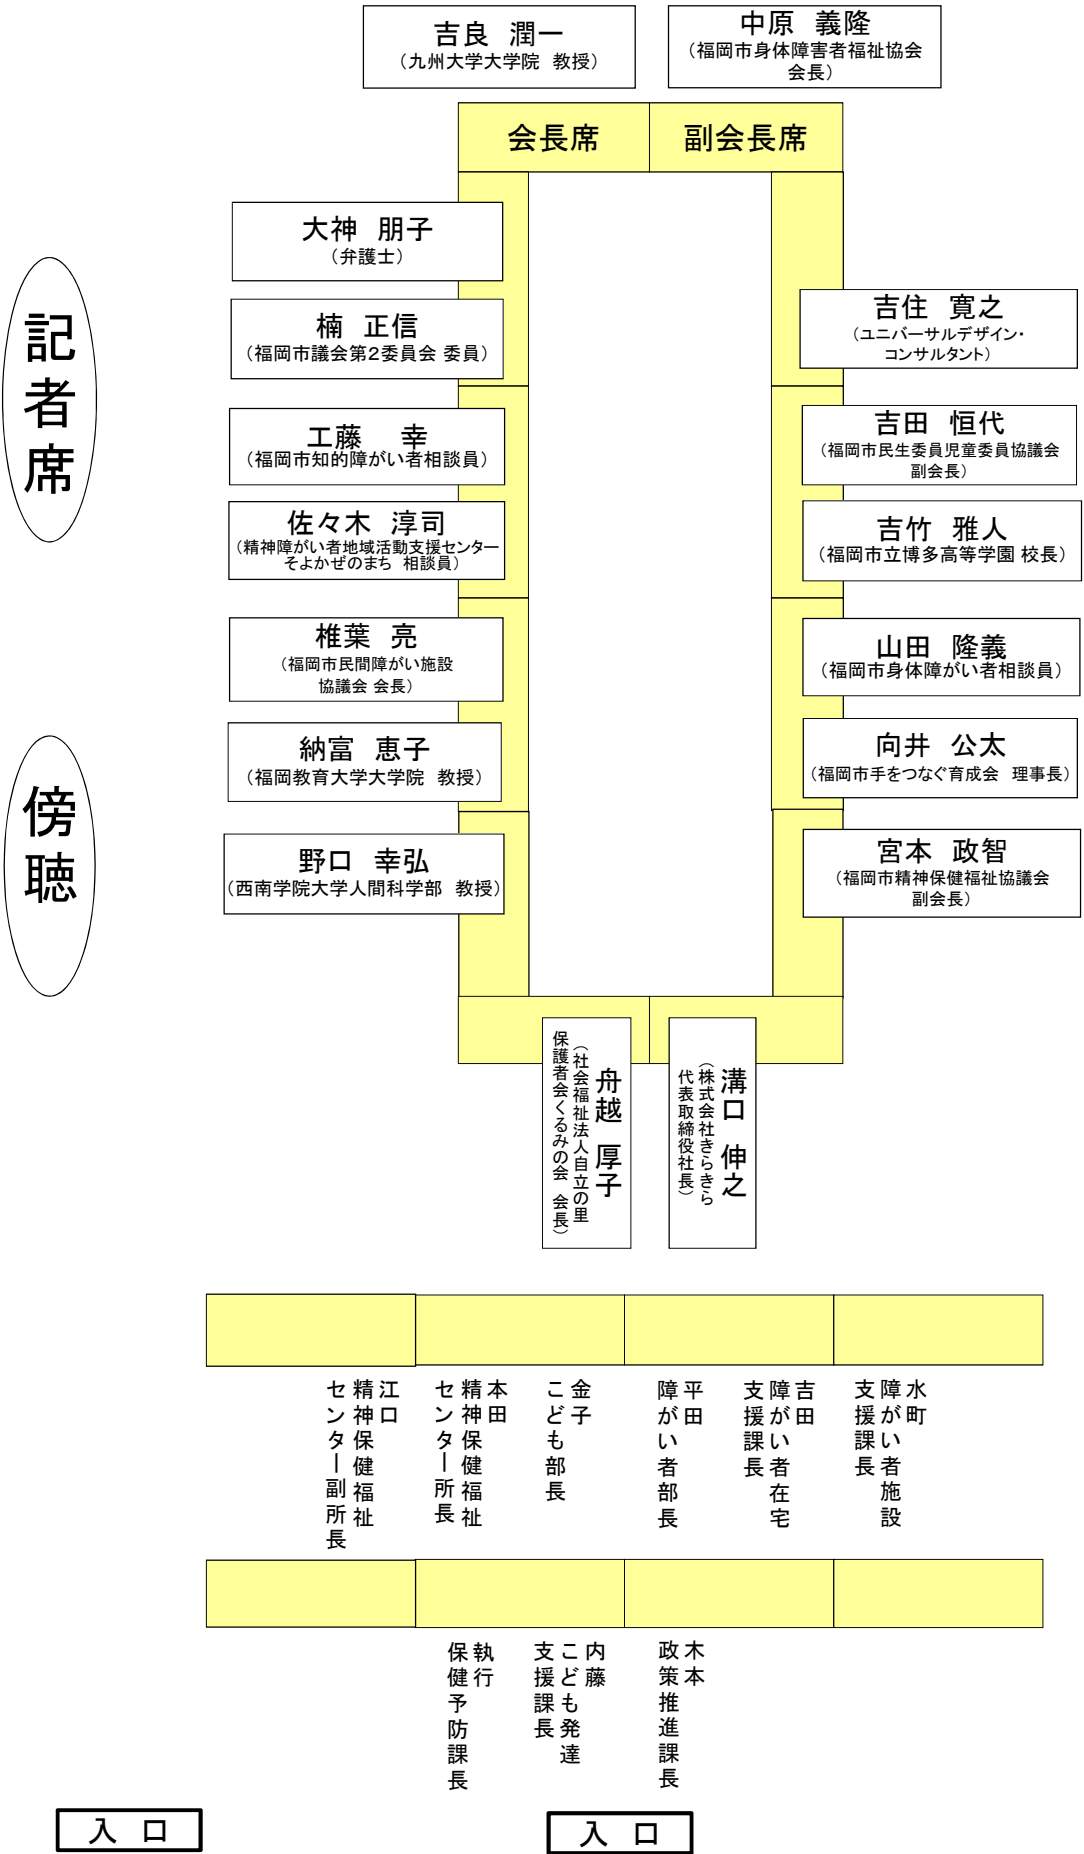 吉良　潤一
（九州大学大学院　教授）
中原　義隆
（福岡市身体障害者福祉協会
会長）
会長席
副会長席
大神　朋子
（弁護士）
楠　正信
（福岡市議会第2委員会 委員）
工藤　幸
（福岡市知的障がい者相談員）
佐々木　淳司
（精神障がい者地域活動支援センター
そよかぜのまち　相談員）
椎葉　亮
（福岡市民間障がい施設
協議会 会長）
納富　恵子
（福岡教育大学大学院　教授）
野口　幸弘
（西南学院大学人間科学部　教授）
吉住　寛之
（ユニバーサルデザイン・
コンサルタント）
吉田　恒代
（福岡市民生委員児童委員協議会
副会長）
吉竹　雅人
（福岡市立博多高等学園 校長）
山田　隆義
（福岡市身体障がい者相談員）
向井　公太
（福岡市手をつなぐ育成会　理事長）
宮本　政智
（福岡市精神保健福祉協議会
副会長）
記者席
傍聴
溝口　伸之
（株式会社きらきら
代表取締役社長）
舟越　厚子
（社会福祉法人自立の里
保護者会くるみの会　会長）
水町
障がい者施設
支援課長
吉田
障がい者在宅
支援課長
平田
障がい者部長
金子
こども部長
本田
精神保健福祉
センター所長
江口
精神保健福祉
センター副所長
木本
政策推進課長
内藤
こども発達
支援課長
執行
保健予防課長
入　口
入　口